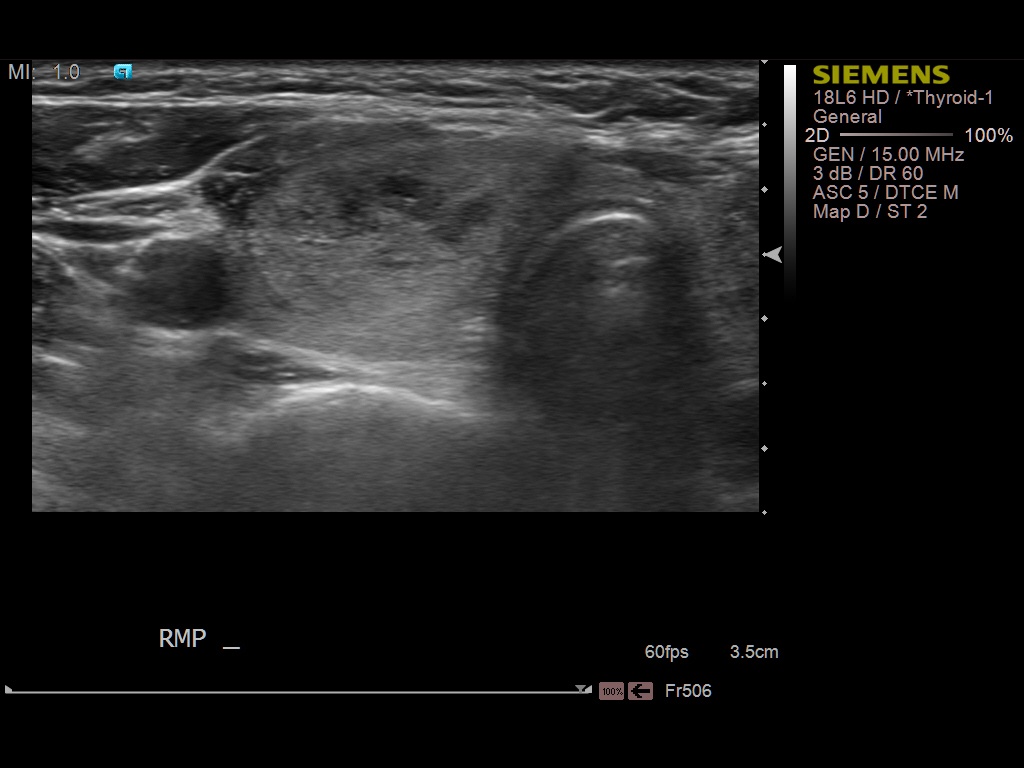 MI: 1.0
SIEMENS
18L6 HD / *Thyroid-1
General
2D 100%
GEN / 15.00 MHz
3 dB / DR 60
ASC 5 / DTCE M
Map D / ST 2
RMP _
60fps 3.5cm
100% Fr506